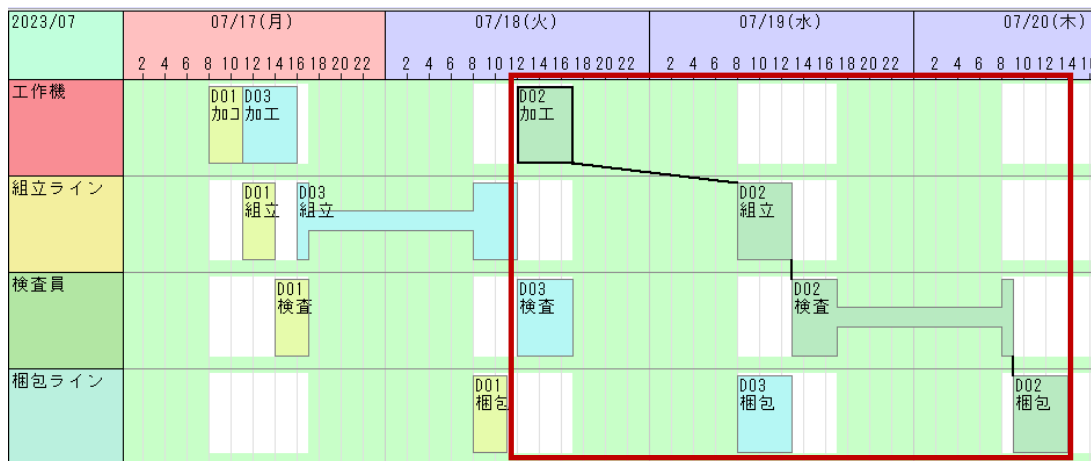 2023/07 07/17(月) 07/18(火) 07/19(水) 07/20(木)
2 4 6 8 10 12 14 16 18 20 22 2 4 6 8 10 12 14 16 18 20 22 2 4 6 8 10 12 14 16 18 20 22 2 4 6 8 10 12 14
工作機
D01 D03 D02
加工 加工
組立ライン
D01 D03 D02
組立 組立 組立
検査員
D01 D03 D02
検査 検査 検査
梱包ライン
D01 D03 D02
梱包 梱包 梱包